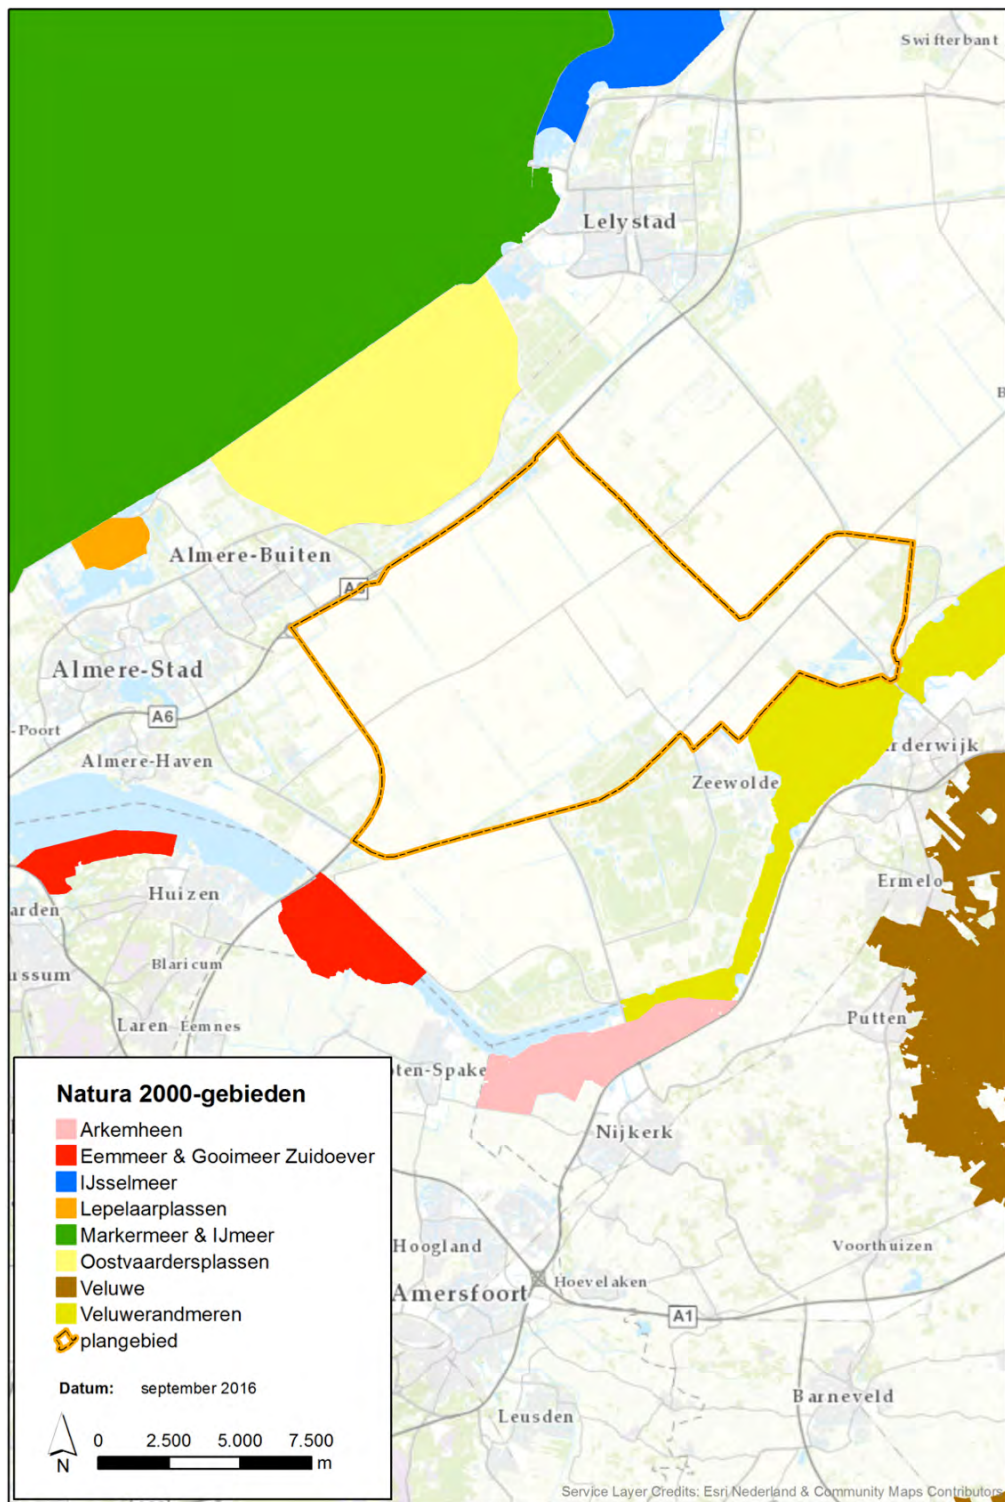 Swifterbant
Lelystad
B
Almere-Buiten
A6
Almere-Stad
A6
-Poort
Almere-Haven
rderwijk
Zeewolde
Ermelo
Huizen
arden
ussum
Blaricum
Laren Eemnes
Putten
oten-Spake
Nijkerk
Hoogland
Voorthuizen
Hoevelaken
Amersfoort
A1
Barneveld
Leusden
Natura 2000-gebieden
Arkemheen
Eemmeer & Gooimeer Zuidoever
IJsselmeer
Lepelaarplassen
Markermeer & IJmeer
Oostvaardersplassen
Veluwe
Veluwerandmeren
plangebied
Datum: september 2016
N
0 2.500 5.000 7.500
m
Service Layer Credits: Esri Nederland & Community Maps Contributors